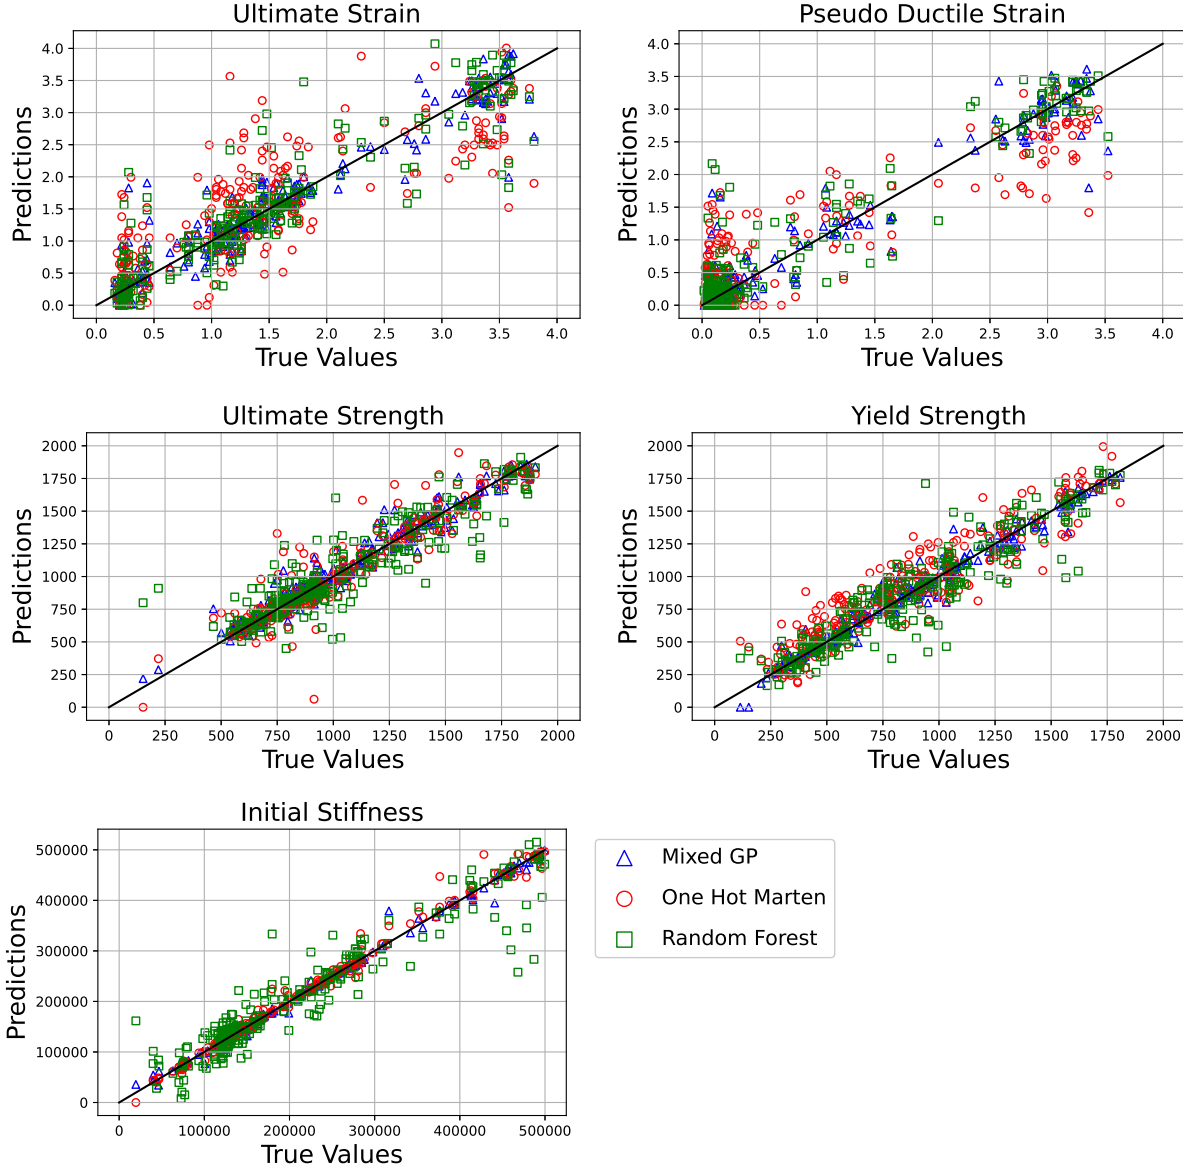 Ultimate Strain
Pseudo Ductile Strain
Predictions
4.0
3.5
3.0
2.5
2.0
1.5
1.0
0.5
0.0
0.0 0.5 1.0 1.5 2.0 2.5 3.0 3.5 4.0
True Values
Predictions
4.0
3.5
3.0
2.5
2.0
1.5
1.0
0.5
0.0
0.0 0.5 1.0 1.5 2.0 2.5 3.0 3.5 4.0
True Values
Ultimate Strength
Yield Strength
Predictions
2000
1750
1500
1250
1000
750
500
250
0
0 250 500 750 1000 1250 1500 1750 2000
True Values
Predictions
2000
1750
1500
1250
1000
750
500
250
0
0 250 500 750 1000 1250 1500 1750 2000
True Values
Initial Stiffness
Predictions
500000
400000
300000
200000
100000
0
0 100000 200000 300000 400000 500000
True Values
Mixed GP
One Hot Marten
Random Forest